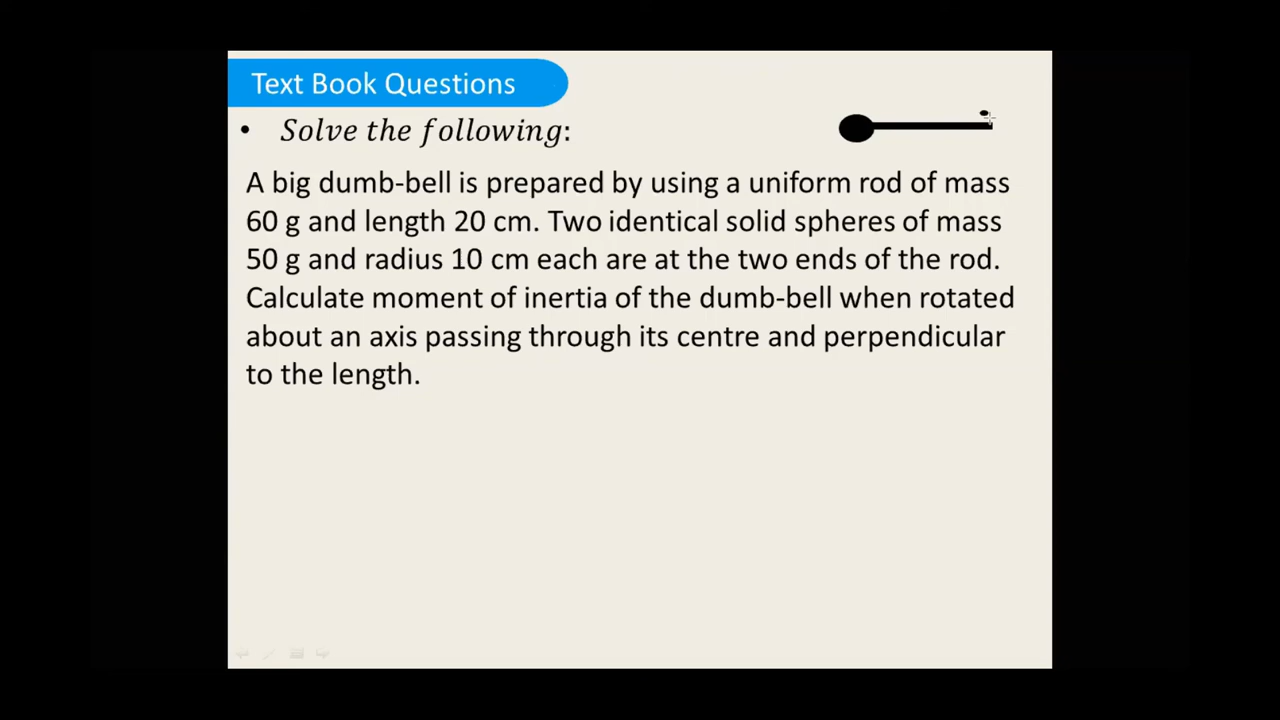 Text Book Questions
• Solve the following:
A big dumb-bell is prepared by using a uniform rod of mass
60 g and length 20 cm. Two identical solid spheres of mass
50 g and radius 10 cm each are at the two ends of the rod.
Calculate moment of inertia of the dumb-bell when rotated
about an axis passing through its centre and perpendicular
to the length.